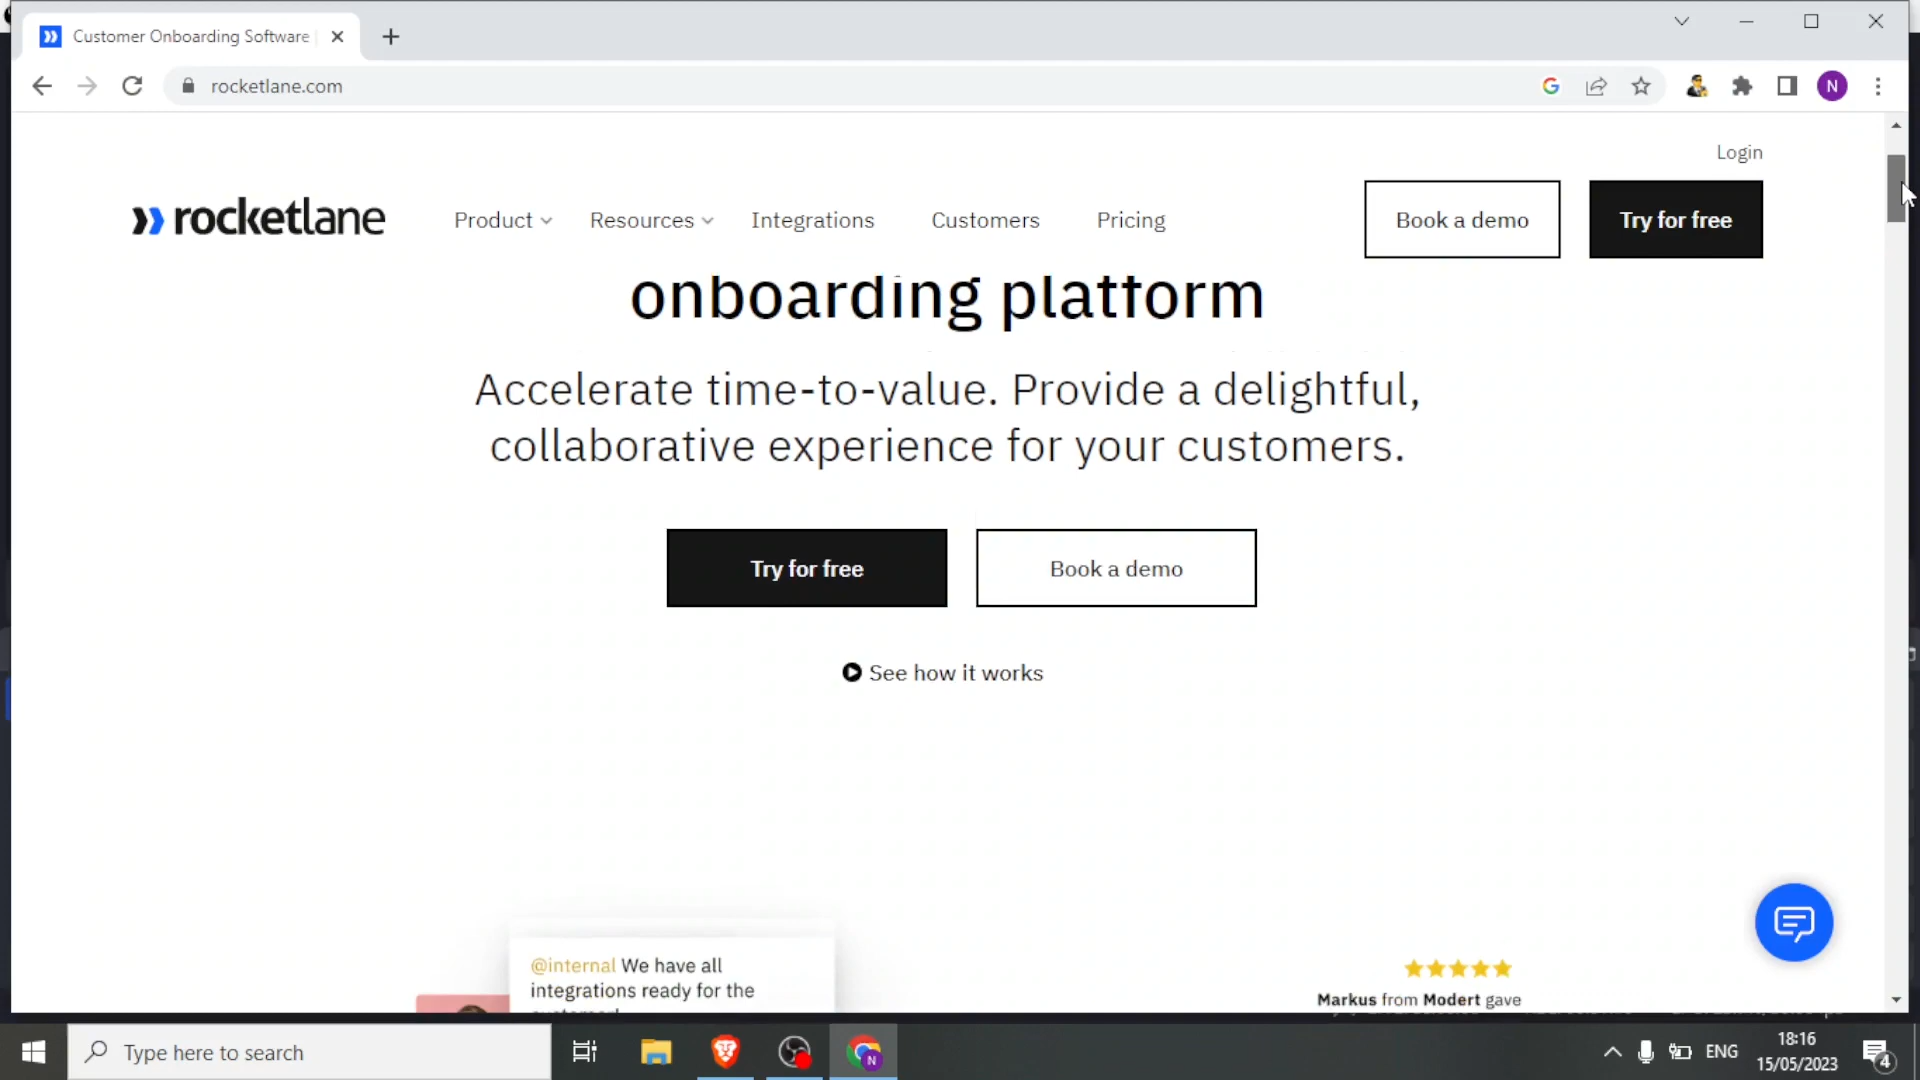 Customer Onboarding Software
rocketlane.com
N
Login
rocketlane
Product
Resources
Integrations
Customers
Pricing
Book a demo
Try for free
onboarding platform
Accelerate time-to-value. Provide a delightful,
collaborative experience for your customers.
Try for free
Book a demo
See how it works
@internal We have all
integrations ready for the
customer!
Markus from Modert gave
Type here to search
N
ENG
18:16
15/05/2023
4